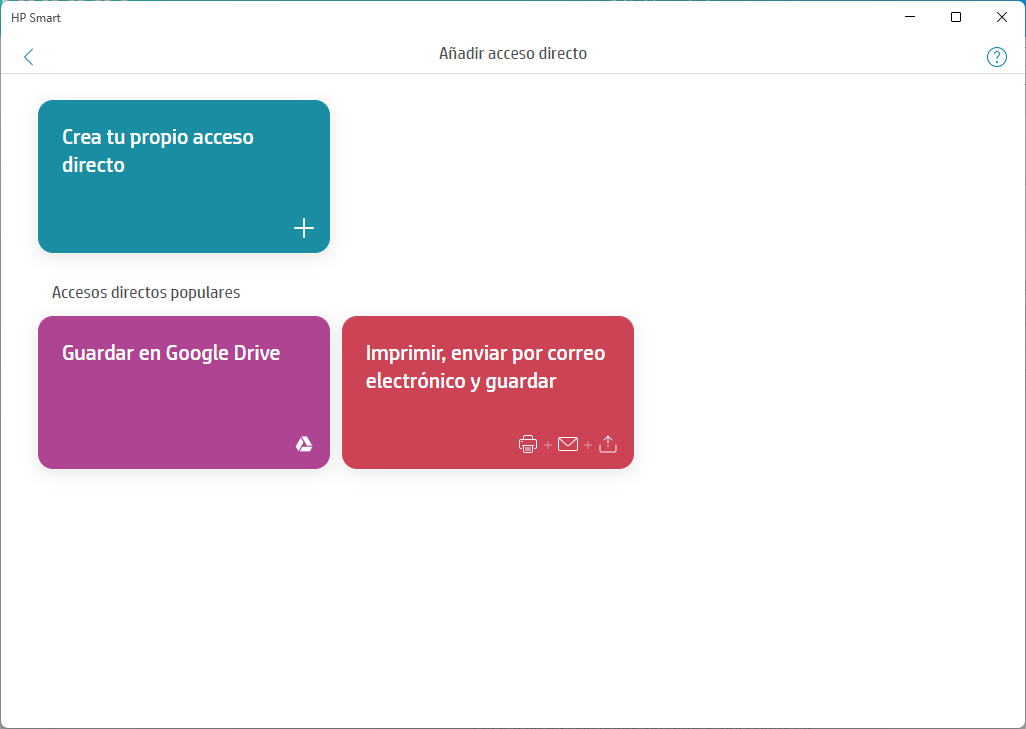 HP Smart
Añadir acceso directo
?
Crea tu propio acceso
directo
Accesos directos populares
Guardar en Google Drive
Imprimir, enviar por correo
electrónico y guardar